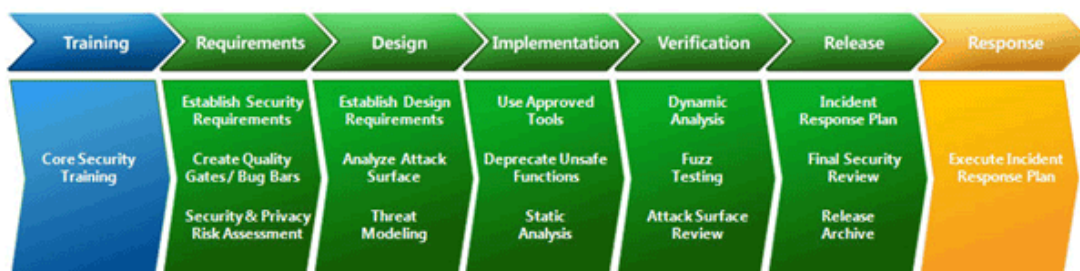 Training
Requirements
Design
Implementation
Verification
Release
Response
Core Security
Training
Establish Security
Requirements
Create Quality
Gates / Bug Bars
Security & Privacy
Risk Assessment
Establish Design
Requirements
Analyze Attack
Surface
Threat
Modeling
Use Approved
Tools
Deprecate Unsafe
Functions
Static
Analysis
Dynamic
Analysis
Fuzz
Testing
Attack Surface
Review
Incident
Response Plan
Final Security
Review
Release
Archive
Execute Incident
Response Plan